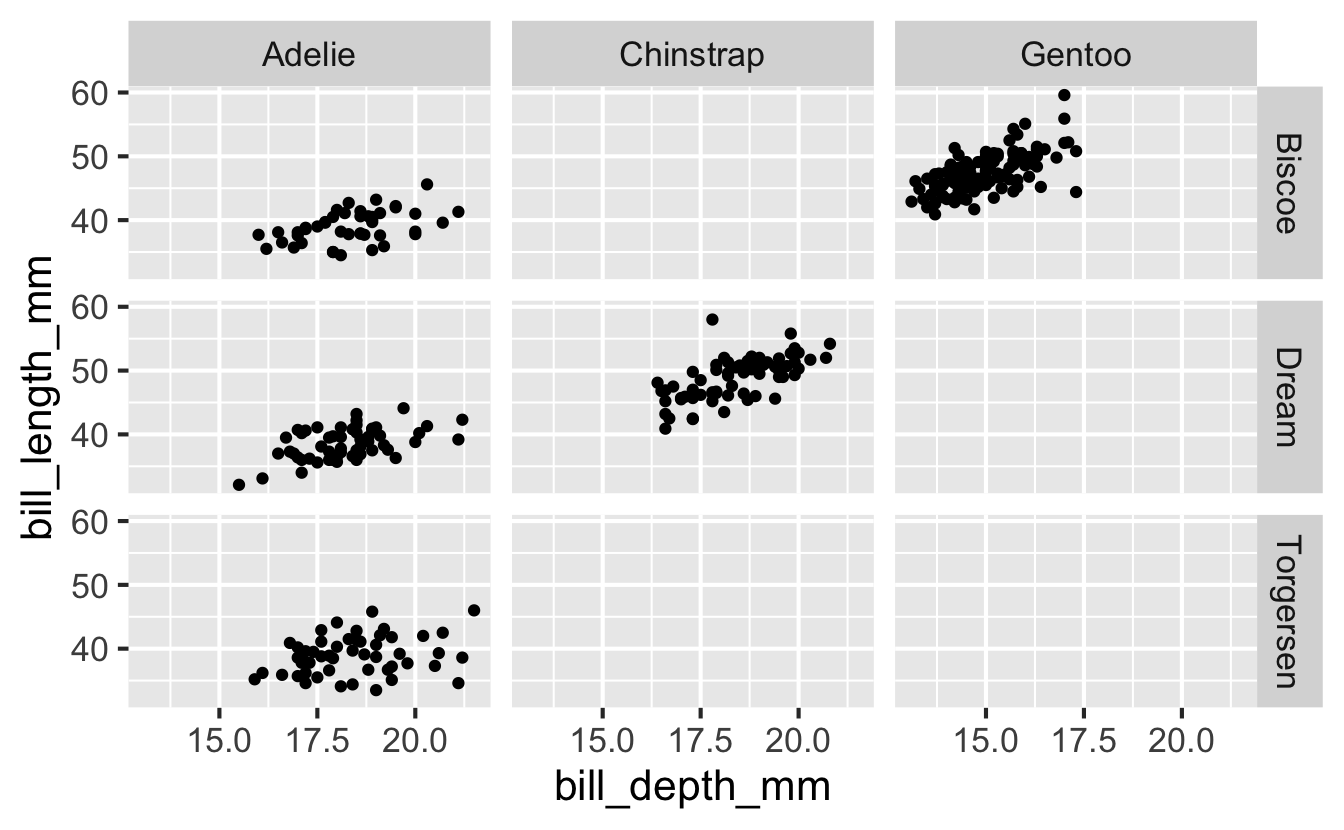 Adelie Chinstrap Gentoo
60
50
40
Biscoe
60
50
40
Dream
60
50
40
Torgersen
bill_length_mm
15.0 17.5 20.0 15.0 17.5 20.0 15.0 17.5 20.0
bill_depth_mm